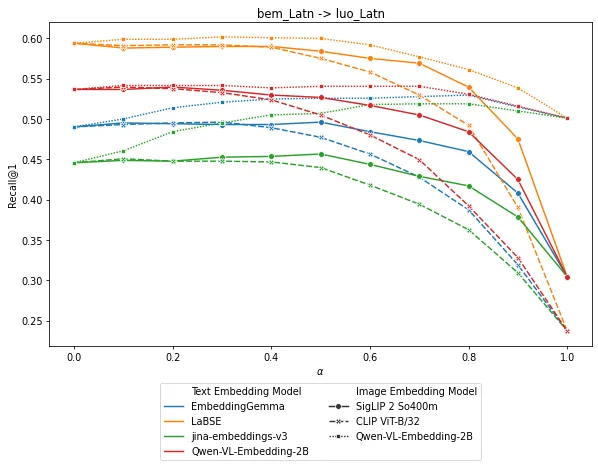 bem_Latn -> luo_Latn
Recall@1
0.60
0.55
0.50
0.45
0.40
0.35
0.30
0.25
0.0
0.2
0.4
0.6
0.8
1.0
α
Text Embedding Model
EmbeddingGemma
LaBSE
jina-embeddings-v3
Qwen-VL-Embedding-2B
Image Embedding Model
SigLIP 2 So400m
CLIP ViT-B/32
Qwen-VL-Embedding-2B